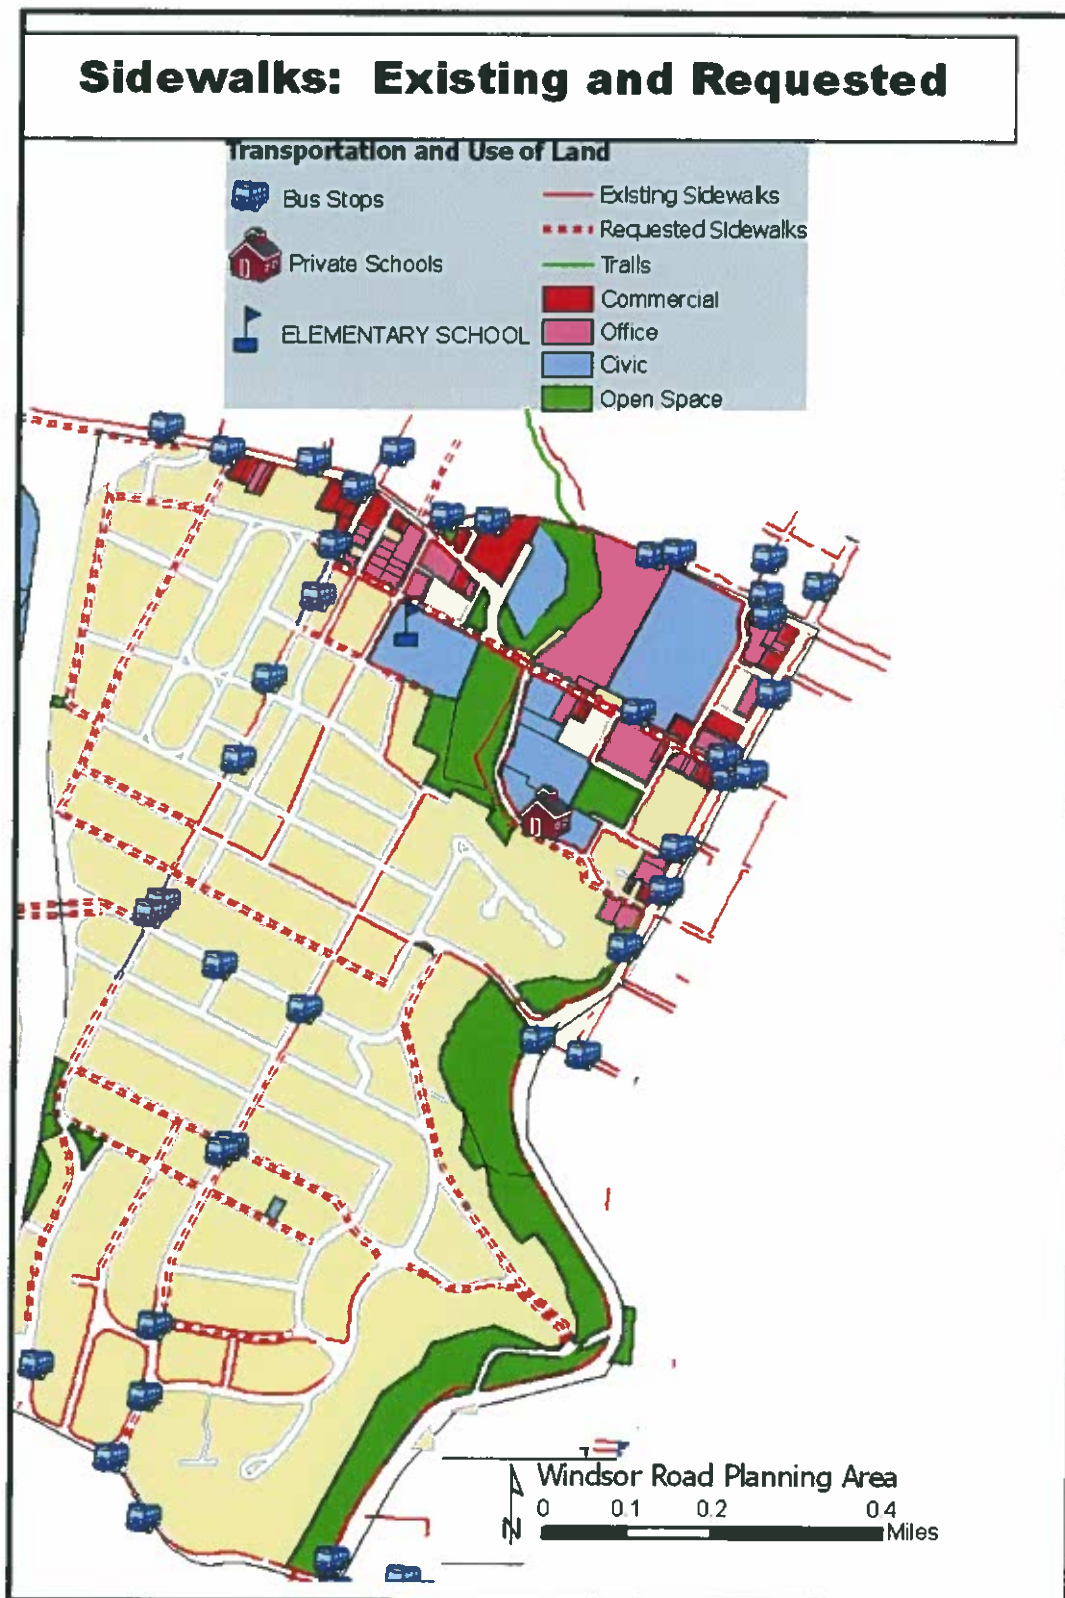 Sidewalks: Existing and Requested
Transportation and Use of Land
Bus Stops
Private Schools
ELEMENTARY SCHOOL
Existing Sidewalks
Requested Sidewalks
Trails
Commercial
Office
Civic
Open Space
N
Windsor Road Planning Area
0 0.1 0.2 0.4
Miles